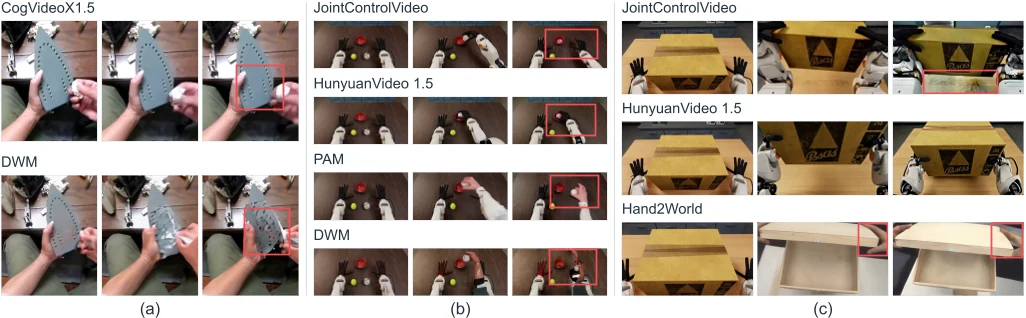 CogVideoX1.5
DWM
(a)
JointControlVideo
HunyuanVideo 1.5
PAM
DWM
(b)
JointControlVideo
HunyuanVideo 1.5
Hand2World
(c)